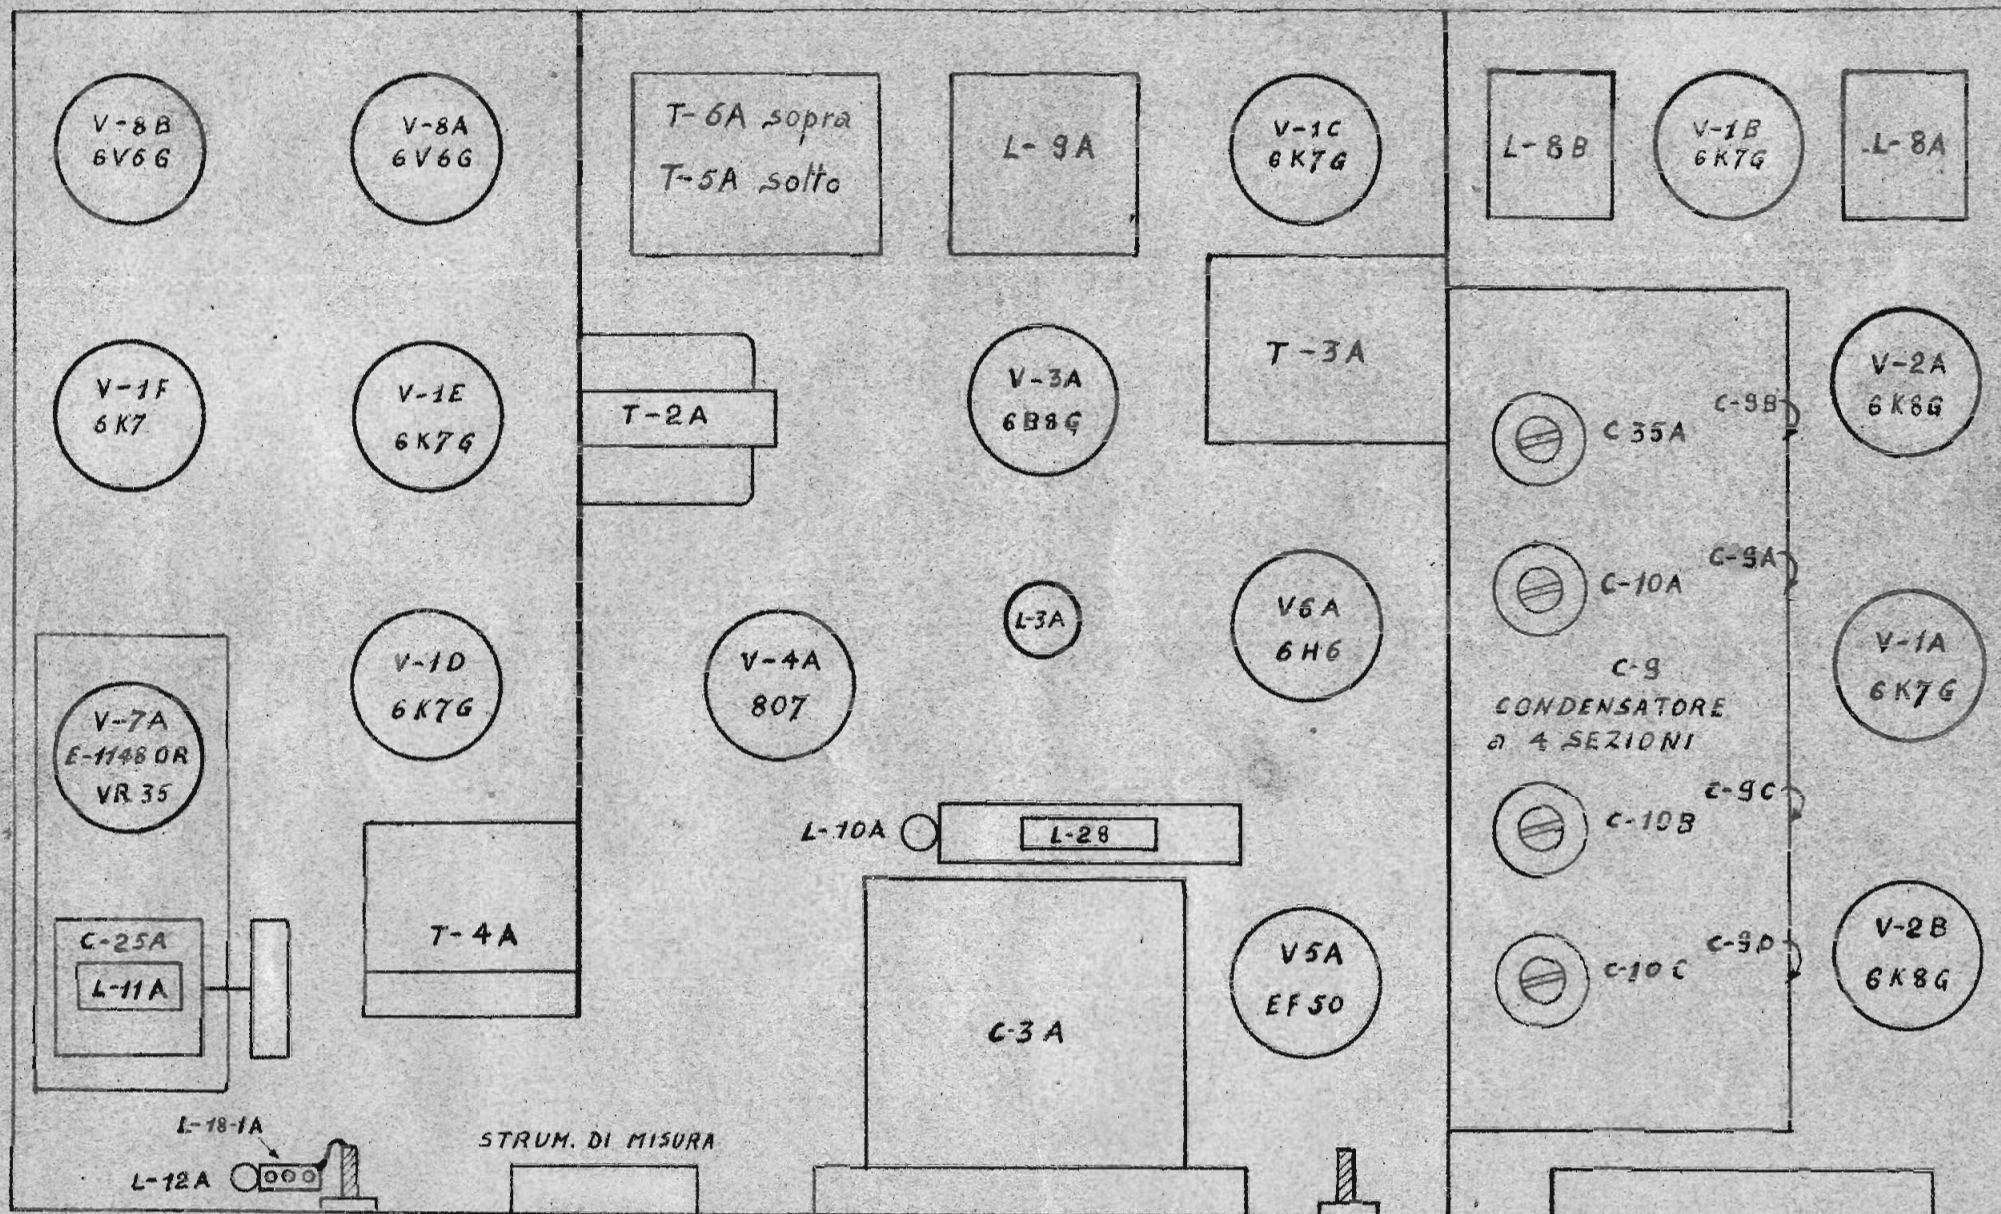 V-8B
6V6G
V-8A
6V6G
T-6A sopra
T-5A sotto
L-9A
V-1C
6K7G
L-8B
V-1B
6K7G
L-8A
V-1F
6K7
V-1E
6K7G
T-2A
V-3A
6B8G
T-3A
C-9B
C 35A
V-2A
6K8G
C-9A
C-10A
V-7A
E-1148 OR
VR 35
V-1D
6K7G
V-4A
807
L-3A
V6A
6H6
C-9
CONDENSATORE
a 4 SEZIONI
V-1A
6K7G
L-10A
L-28
C-9C
C-10B
C-25A
L-11A
T-4A
C-3A
V5A
EF50
C-9D
C-10C
V-2B
6K8G
L-18-1A
L-12A
STRUM. DI MISURA